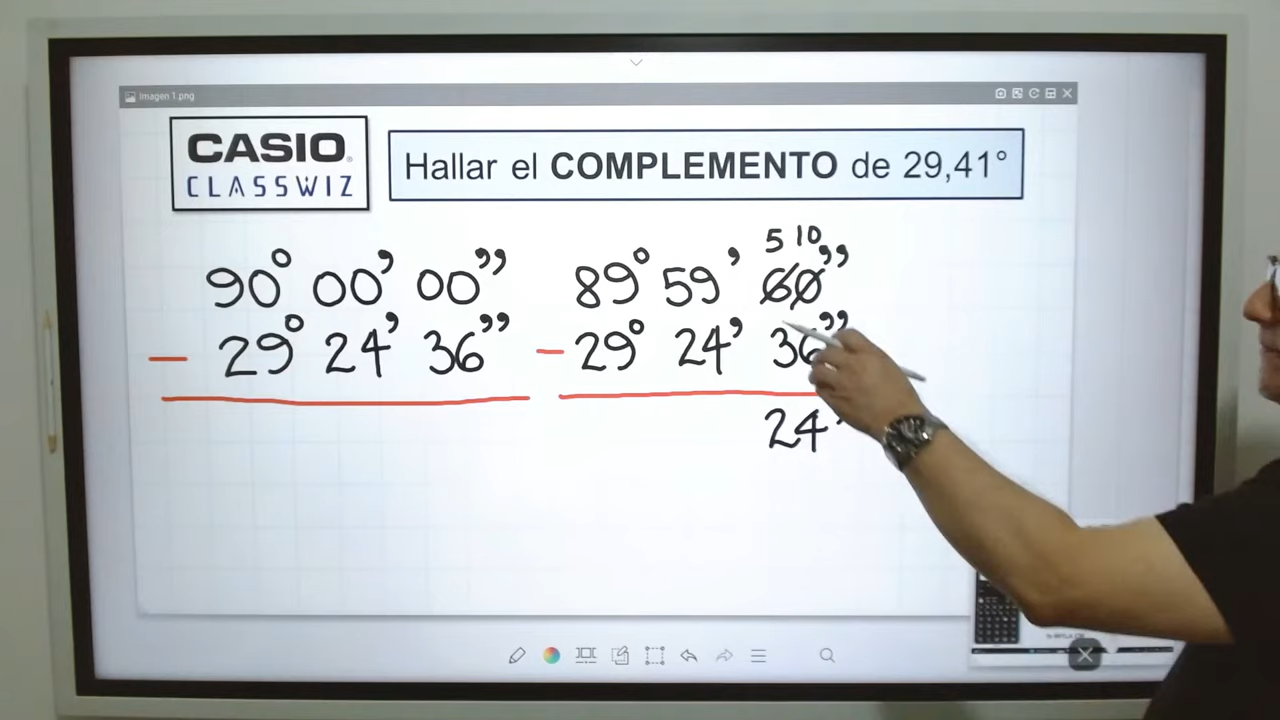 Imagen 1.png
CASIO
CLASSWIZ
Hallar el COMPLEMENTO de 29,41°
90° 00’ 00’’
— 29° 24’ 36’’
5 10
89° 59’ 60’’
— 29° 24’ 36’’
24’